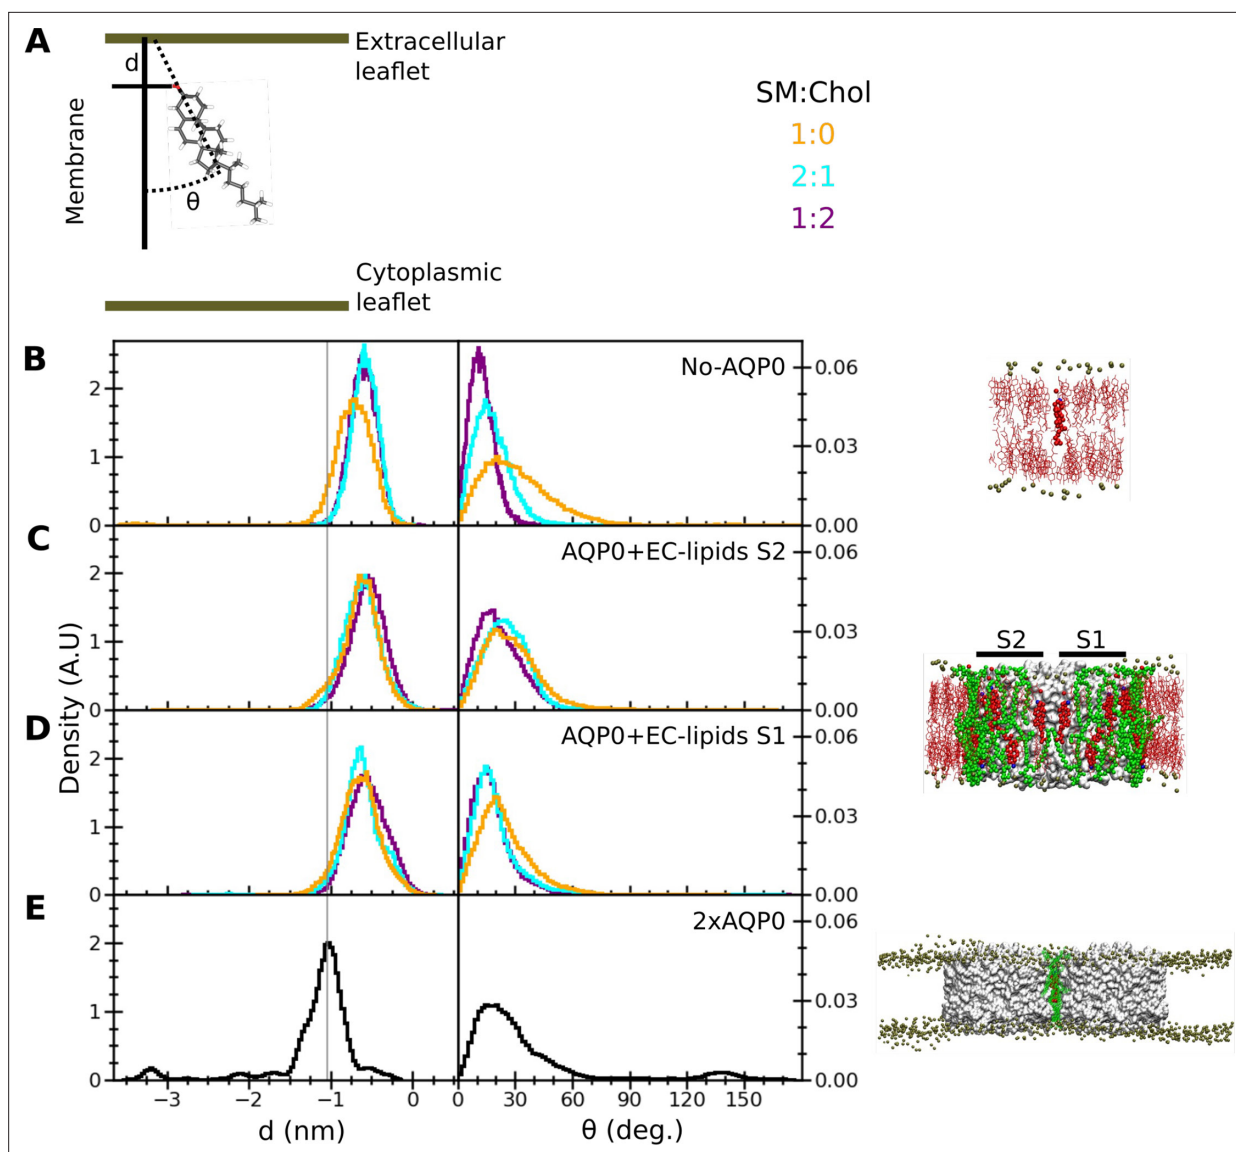 A
Extracellular
leaflet
d
Membrane
θ
Cytoplasmic
leaflet
SM:Chol
1:0
2:1
1:2
B
No-AQP0
2
1
0
0.06
0.03
0.00
C
AQP0+EC-lipids S2
2
1
0
0.06
0.03
0.00
S2 S1
D
AQP0+EC-lipids S1
2
1
0
0.06
0.03
0.00
Density (A.U)
E
2xAQP0
2
1
0
0.06
0.03
0.00
−3 −2 −1 0 0 30 60 90 120 150
d (nm) θ (deg.)